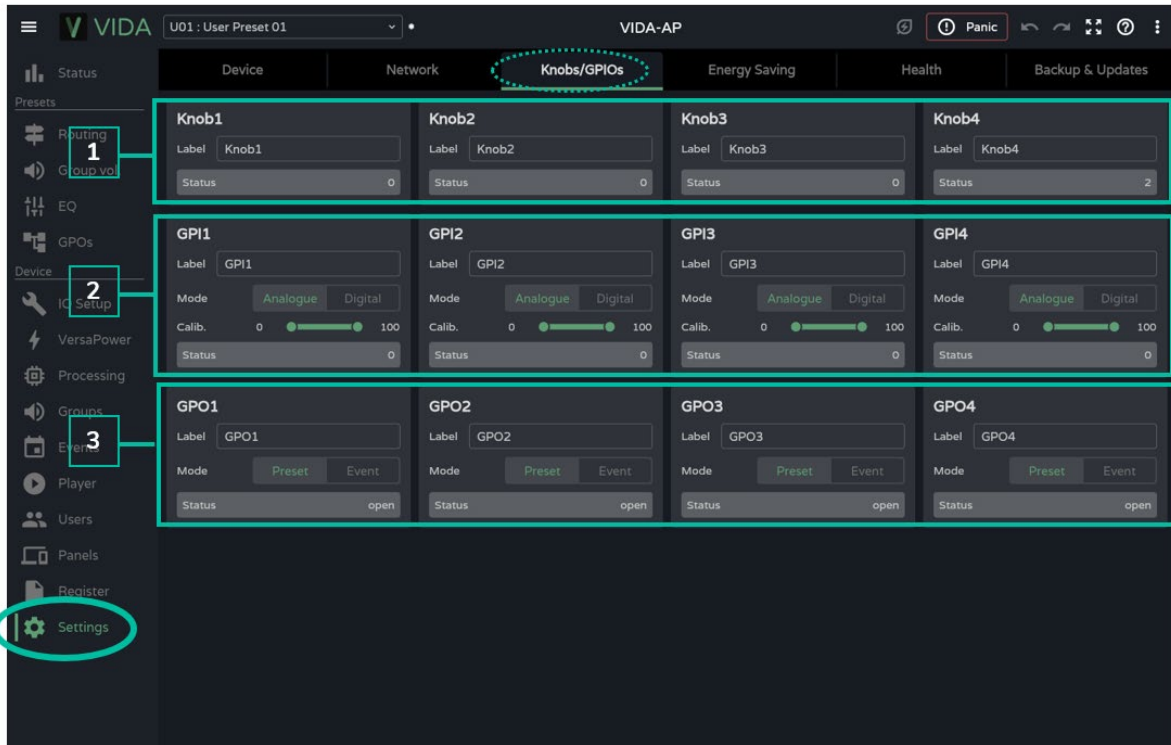 VIDA U01 : User Preset 01 VIDA-AP Panic
Status Device Network Knobs/GPIOs Energy Saving Health Backup & Updates
Presets
Routing
Group vol
EQ
GPOs
Device
IO Setup
VersaPower
Processing
Groups
Events
Player
Users
Panels
Register
Settings
1
Knob1 Knob2 Knob3 Knob4
Label Knob1 Label Knob2 Label Knob3 Label Knob4
Status 0 Status 0 Status 0 Status 2
2
GPI1 GPI2 GPI3 GPI4
Label GPI1 Label GPI2 Label GPI3 Label GPI4
Mode Analogue Digital Mode Analogue Digital Mode Analogue Digital Mode Analogue Digital
Calib. 0 100 Calib. 0 100 Calib. 0 100 Calib. 0 100
Status 0 Status 0 Status 0 Status 0
3
GPO1 GPO2 GPO3 GPO4
Label GPO1 Label GPO2 Label GPO3 Label GPO4
Mode Preset Event Mode Preset Event Mode Preset Event Mode Preset Event
Status open Status open Status open Status open